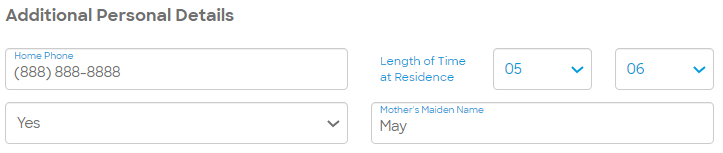 Additional Personal Details
Home Phone
(888) 888-8888
Length of Time
at Residence
05
06
Yes
Mother's Maiden Name
May